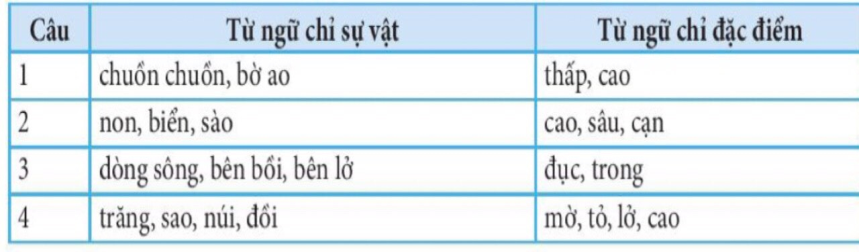 Câu Từ ngữ chỉ sự vật Từ ngữ chỉ đặc điểm
1 chuồn chuồn, bờ ao thấp, cao
2 non, biển, sào cao, sâu, cạn
3 dòng sông, bên bồi, bên lở đục, trong
4 trăng, sao, núi, đồi mờ, tỏ, lở, cao